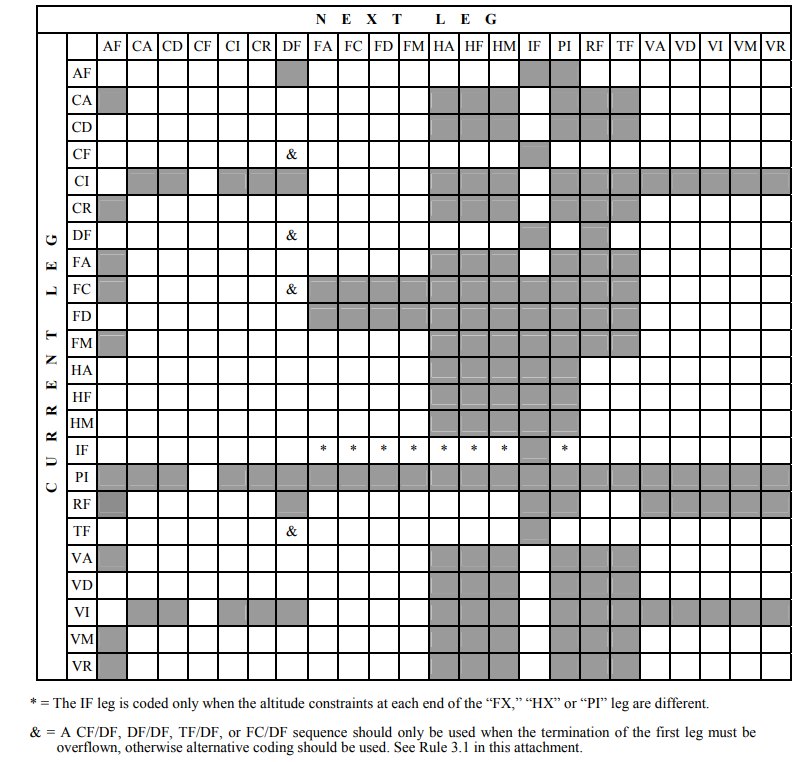 N E X T L E G
AF CA CD CF CI CR DF FA FC FD FM HA HF HM IF PI RF TF VA VD VI VM VR
C U R R E N T L E G
AF
CA
CD
CF &
CI
CR
DF &
FA
FC &
FD
FM
HA
HF
HM
IF * * * * * * * *
PI
RF
TF &
VA
VD
VI
VM
VR
* = The IF leg is coded only when the altitude constraints at each end of the “FX,” “HX” or “PI” leg are different.
& = A CF/DF, DF/DF, TF/DF, or FC/DF sequence should only be used when the termination of the first leg must be
overflown, otherwise alternative coding should be used. See Rule 3.1 in this attachment.